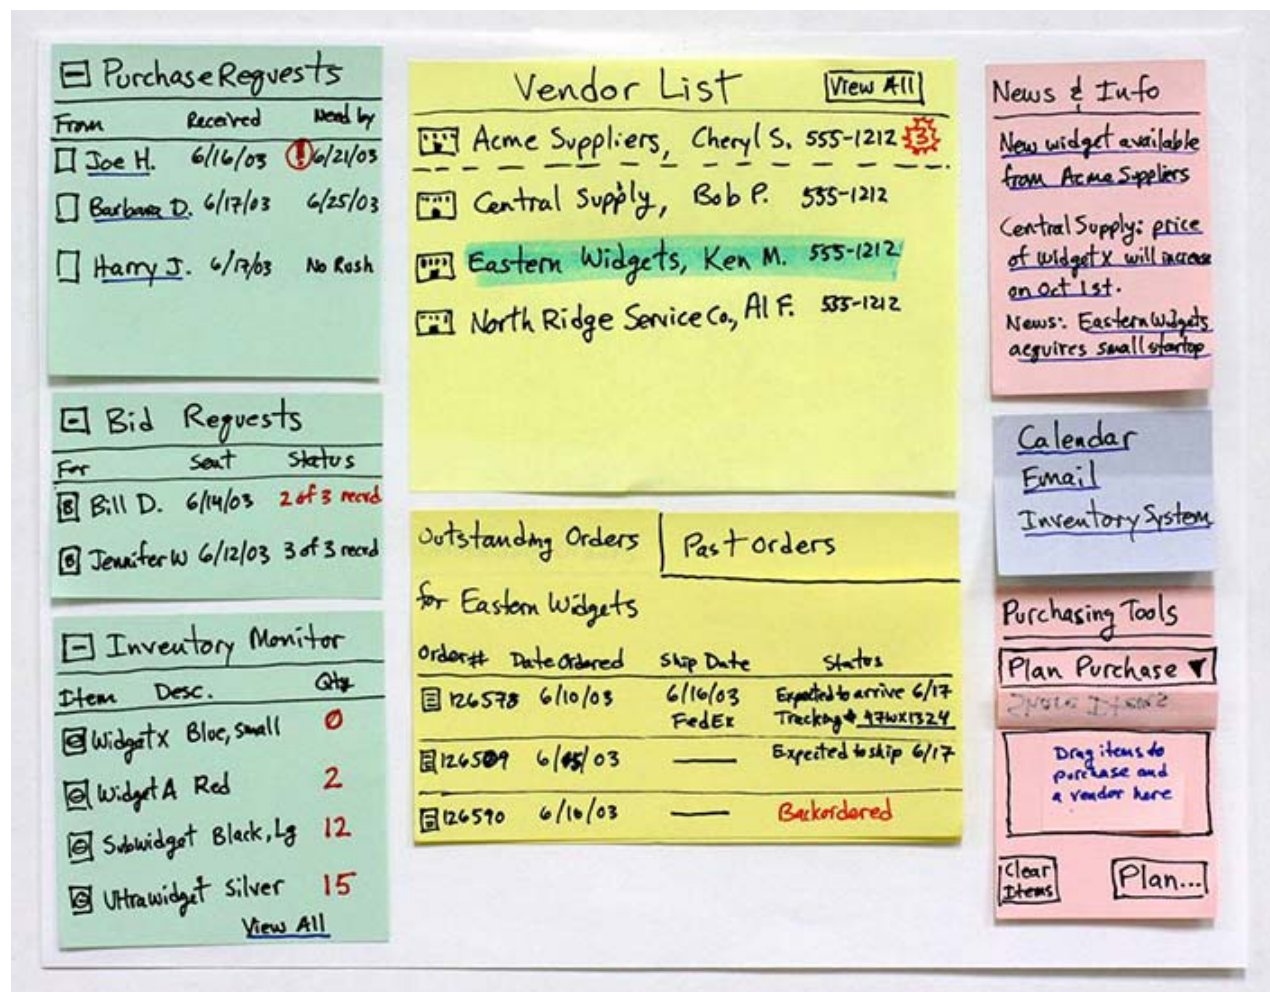 Purchase Requests
From Received Need by
Joe H. 6/16/03 ! 6/21/03
Barbara D. 6/17/03 6/25/03
Harry J. 6/17/03 No Rush
Bid Requests
For Sent Status
B Bill D. 6/14/03 2 of 3 recvd
B Jennifer W 6/12/03 3 of 3 recvd
Inventory Monitor
Item Desc. Qty
Widget X Blue, small 0
Widget A Red 2
Subwidget Black, Lg 12
Ultrawidget Silver 15
View All
Vendor List View All
Acme Suppliers, Cheryl S. 555-1212 3
Central Supply, Bob P. 555-1212
Eastern Widgets, Ken M. 555-1212
North Ridge Service Co., Al F. 555-1212
Outstanding Orders Past orders
for Eastern Widgets
Order# Date Ordered Ship Date Status
126578 6/10/03 6/16/03 Expected to arrive 6/17
FedEx Tracking# 97WX1324
126589 6/15/03 — Expected to ship 6/17
126590 6/16/03 — Backordered
News & Info
New widget available
from Acme Suppliers
Central Supply: price
of widget X will increase
on Oct 1st.
News: Eastern Widgets
acquires small startup
Calendar
Email
Inventory System
Purchasing Tools
Plan Purchase ▼
Drag items to
purchase and
a vendor here
Clear
Items
Plan...